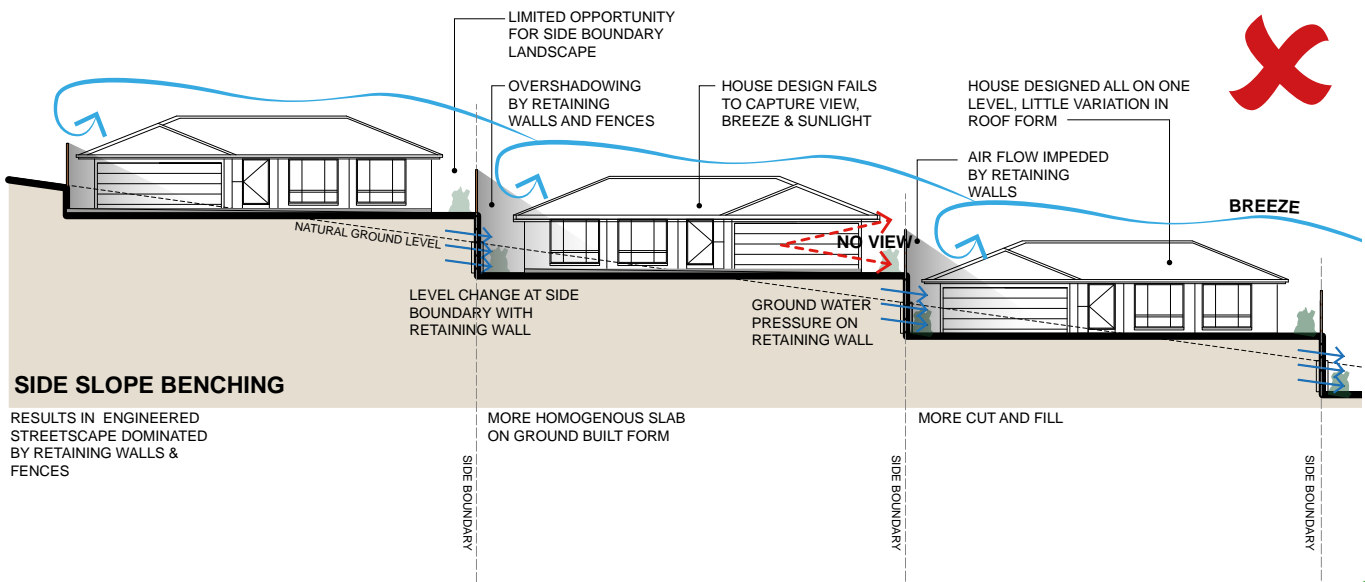 LIMITED OPPORTUNITY
FOR SIDE BOUNDARY
LANDSCAPE
OVERSHADOWING
BY RETAINING
WALLS AND FENCES
HOUSE DESIGN FAILS
TO CAPTURE VIEW,
BREEZE & SUNLIGHT
HOUSE DESIGNED ALL ON ONE
LEVEL, LITTLE VARIATION IN
ROOF FORM
AIR FLOW IMPEDED
BY RETAINING
WALLS
BREEZE
NATURAL GROUND LEVEL
NO VIEW
LEVEL CHANGE AT SIDE
BOUNDARY WITH
RETAINING WALL
GROUND WATER
PRESSURE ON
RETAINING WALL
SIDE SLOPE BENCHING
RESULTS IN ENGINEERED
STREETSCAPE DOMINATED
BY RETAINING WALLS &
FENCES
MORE HOMOGENOUS SLAB
ON GROUND BUILT FORM
MORE CUT AND FILL
SIDE BOUNDARY
SIDE BOUNDARY
SIDE BOUNDARY